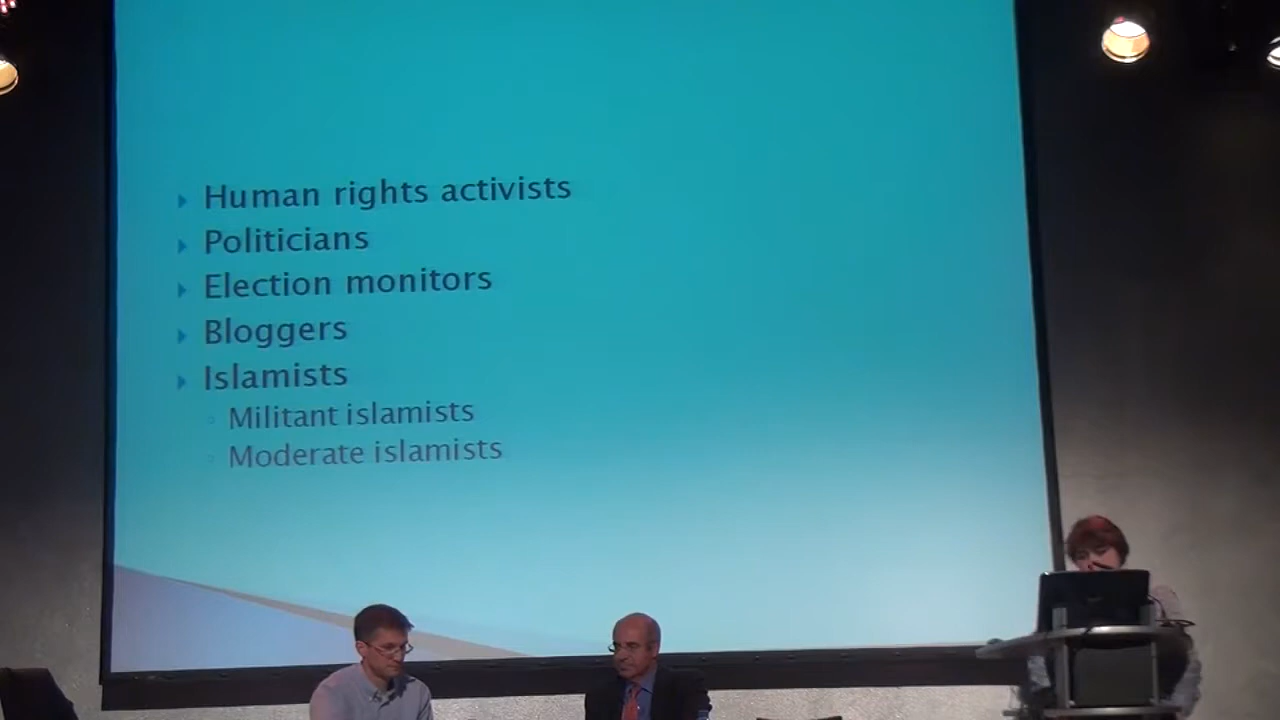 Human rights activists
Politicians
Election monitors
Bloggers
Islamists
Militant islamists
Moderate islamists